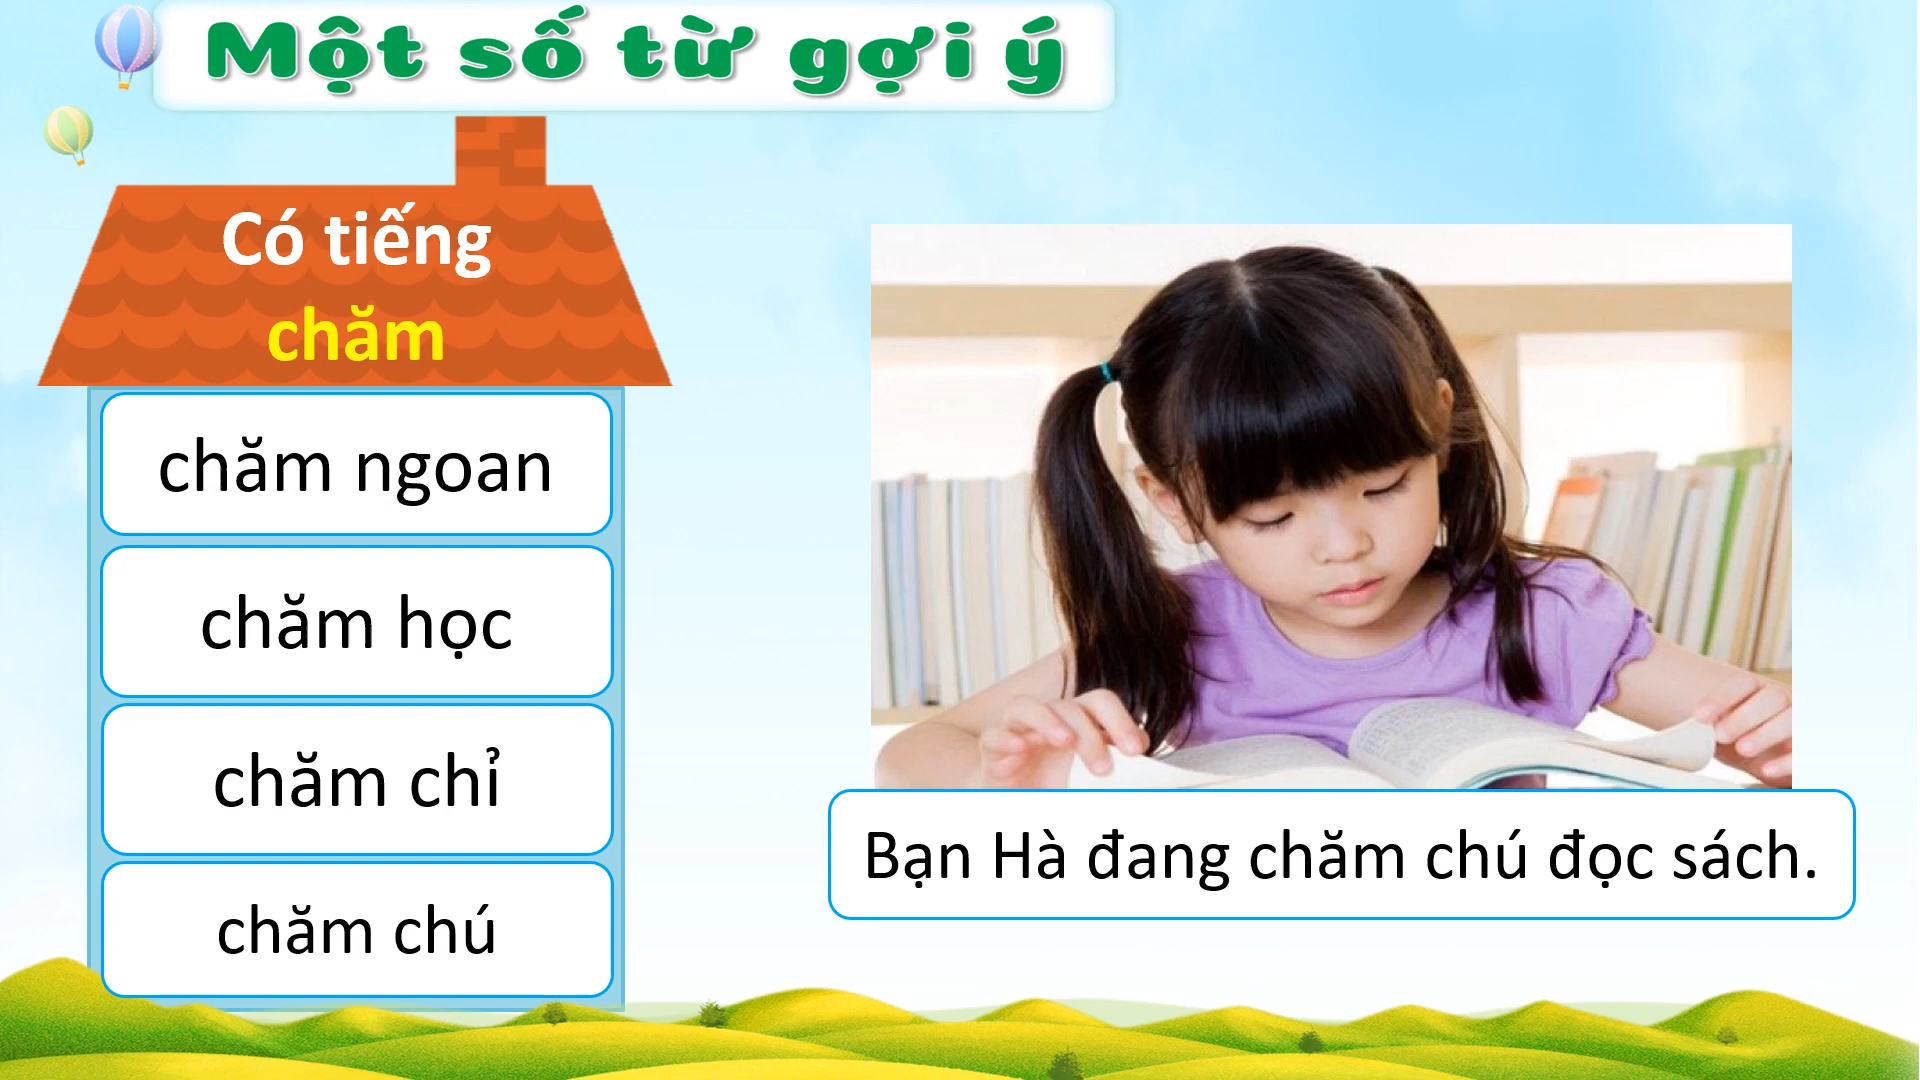 Một số từ gợi ý
Có tiếng
chăm
chăm ngoan
chăm học
chăm chỉ
chăm chú
Bạn Hà đang chăm chú đọc sách.